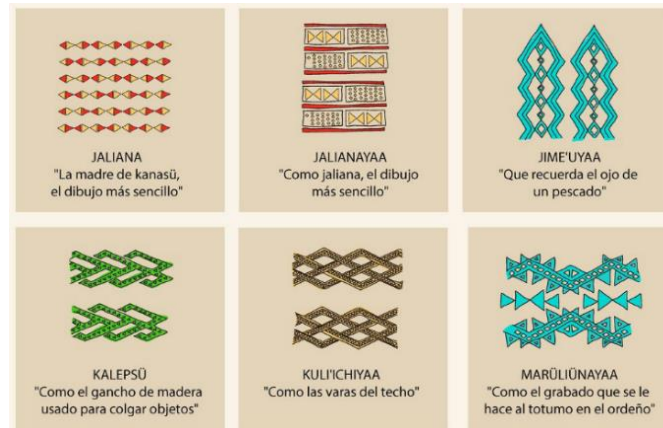 JALIANA
"La madre de kanasü,
el dibujo más sencillo"
JALIANAYAA
"Como jaliana, el dibujo
más sencillo"
JIME'UYAA
"Que recuerda el ojo de
un pescado"
KALEPSÜ
"Como el gancho de madera
usado para colgar objetos"
KULI'ICHIYAA
"Como las varas del techo"
MARÜLIÜNAYAA
"Como el grabado que se le
hace al totumo en el ordeño"